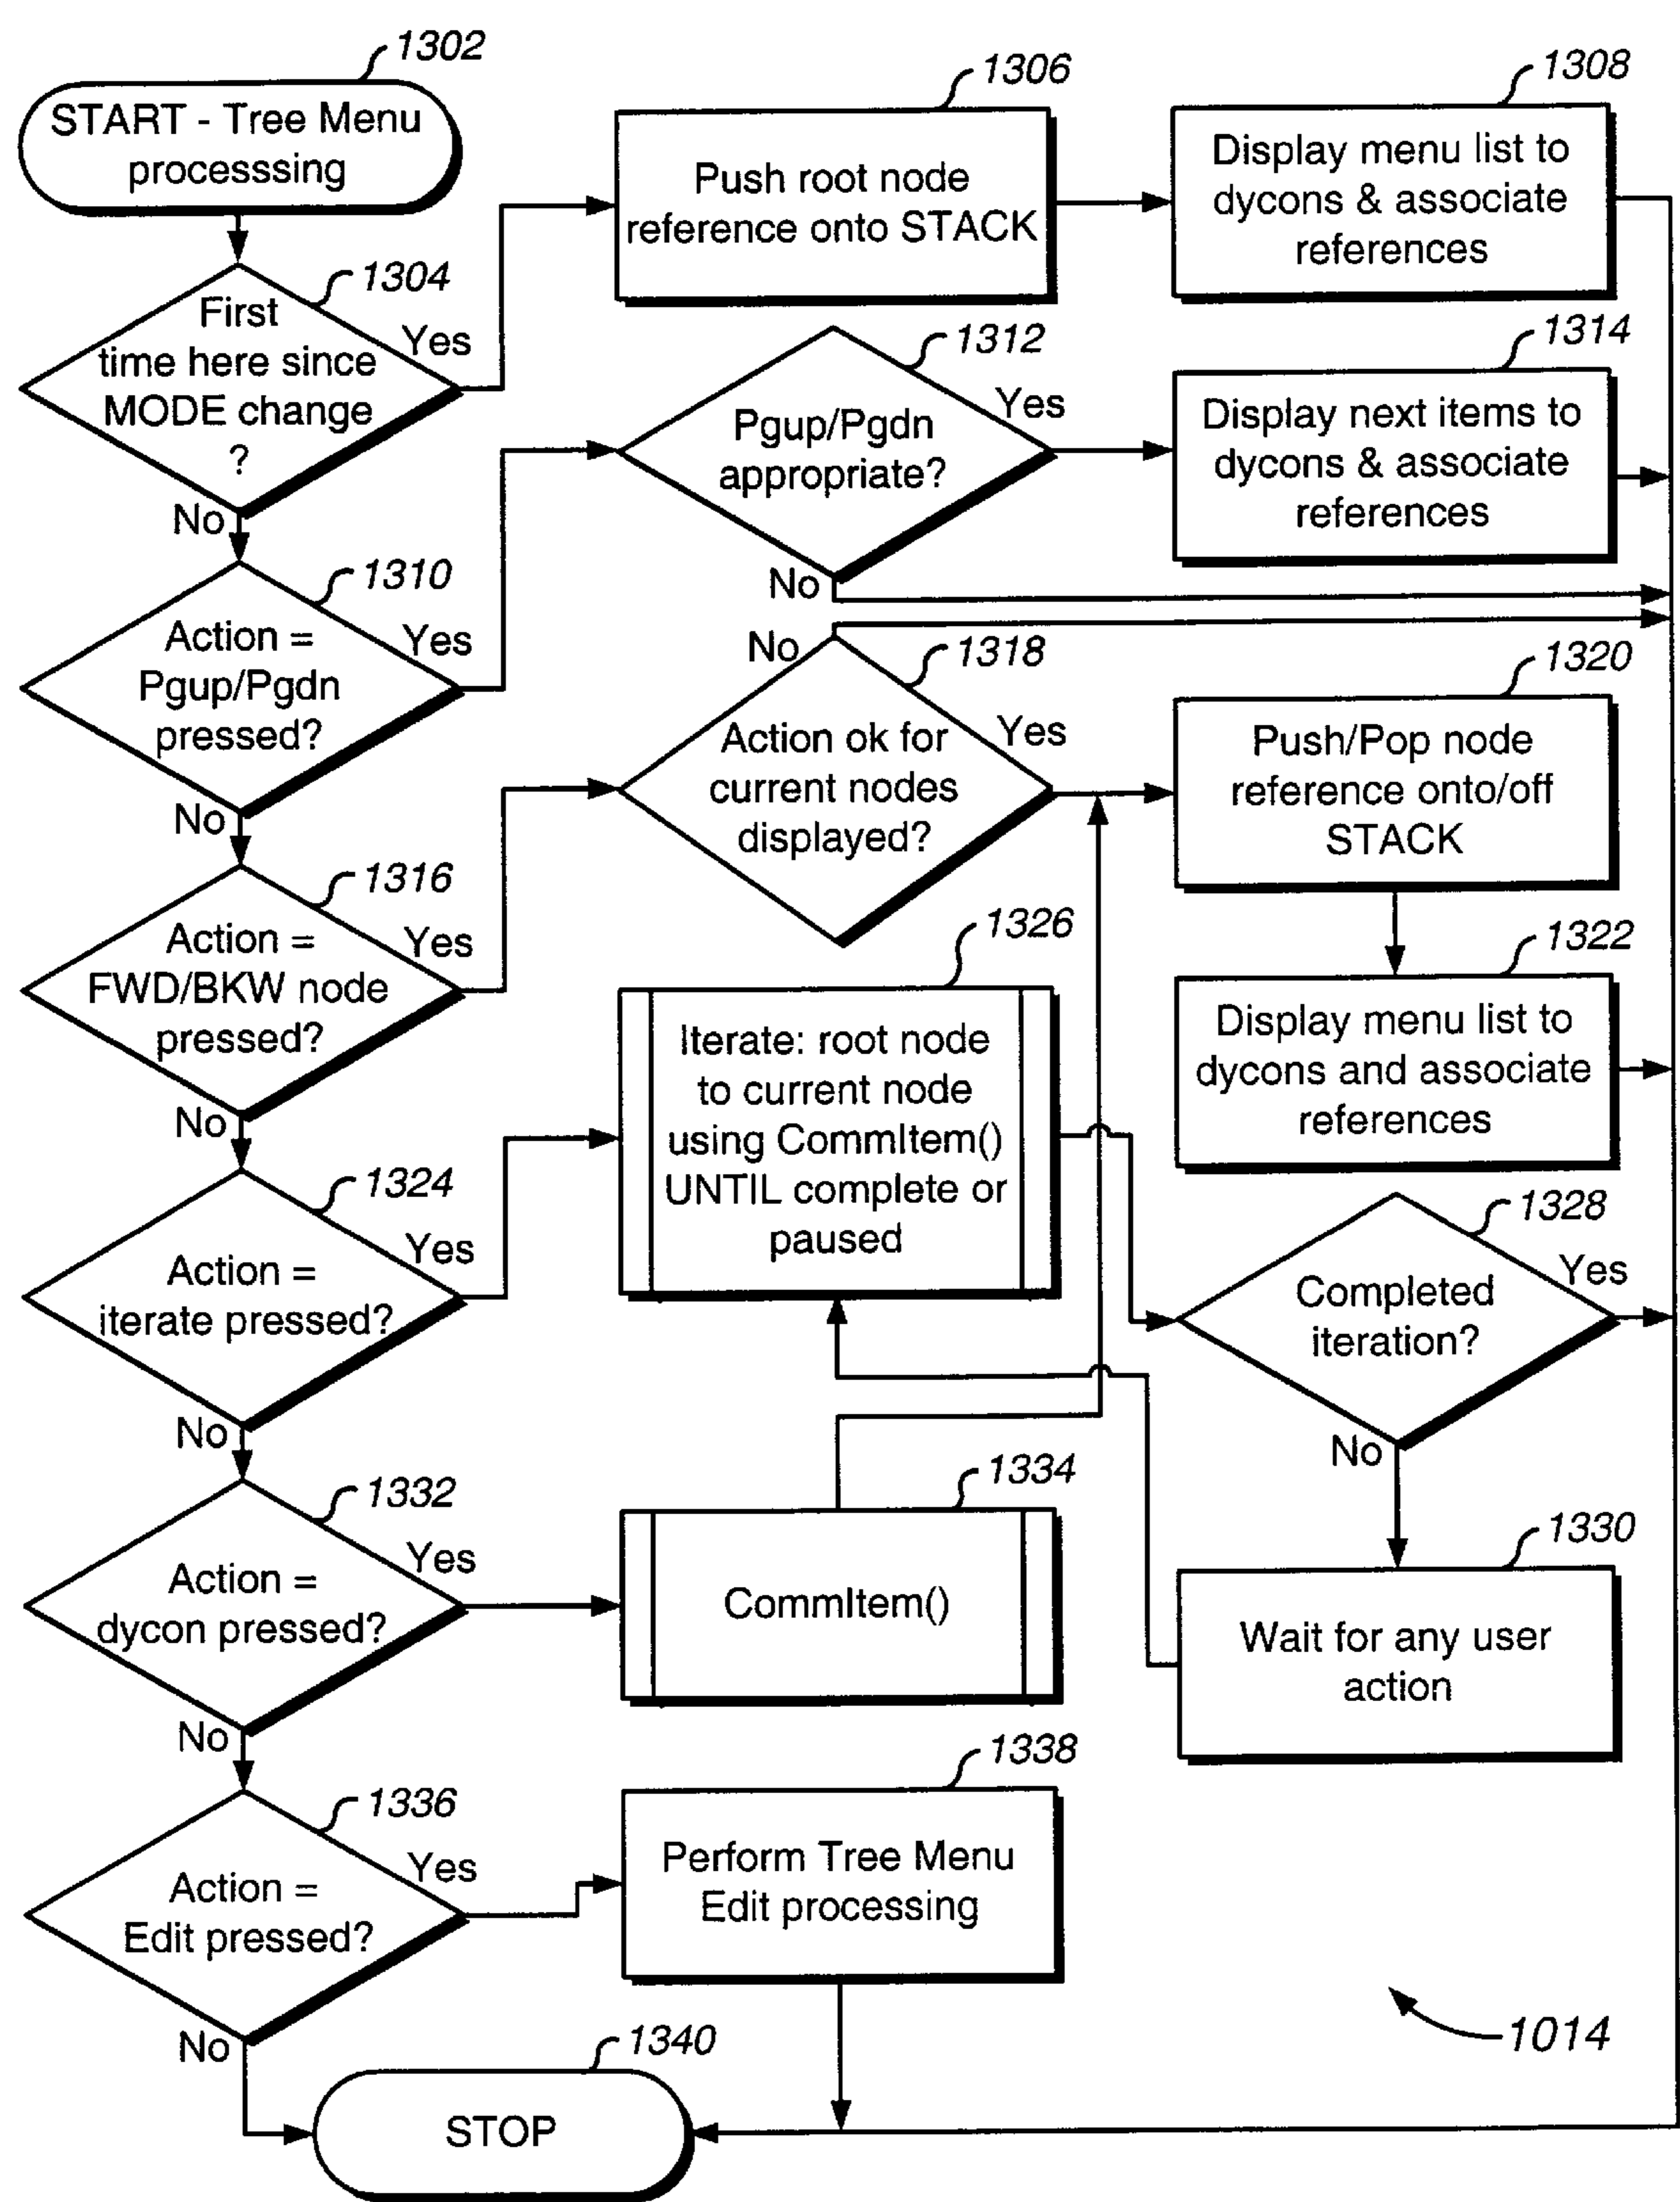 1302
START - Tree Menu
processsing
1304
First
time here since
MODE change
?
Yes
No
1306
Push root node
reference onto STACK
1308
Display menu list to
dycons & associate
references
1310
Action =
Pgup/Pgdn
pressed?
Yes
No
1312
Pgup/Pgdn
appropriate?
Yes
No
1314
Display next items to
dycons & associate
references
1316
Action =
FWD/BKW node
pressed?
Yes
No
1318
Action ok for
current nodes
displayed?
No
Yes
1320
Push/Pop node
reference onto/off
STACK
1322
Display menu list to
dycons and associate
references
1324
Action =
iterate pressed?
Yes
No
1326
Iterate: root node
to current node
using CommItem()
UNTIL complete or
paused
1328
Completed
iteration?
Yes
No
1330
Wait for any user
action
1332
Action =
dycon pressed?
Yes
No
1334
CommItem()
1336
Action =
Edit pressed?
Yes
No
1338
Perform Tree Menu
Edit processing
1340
STOP
1014